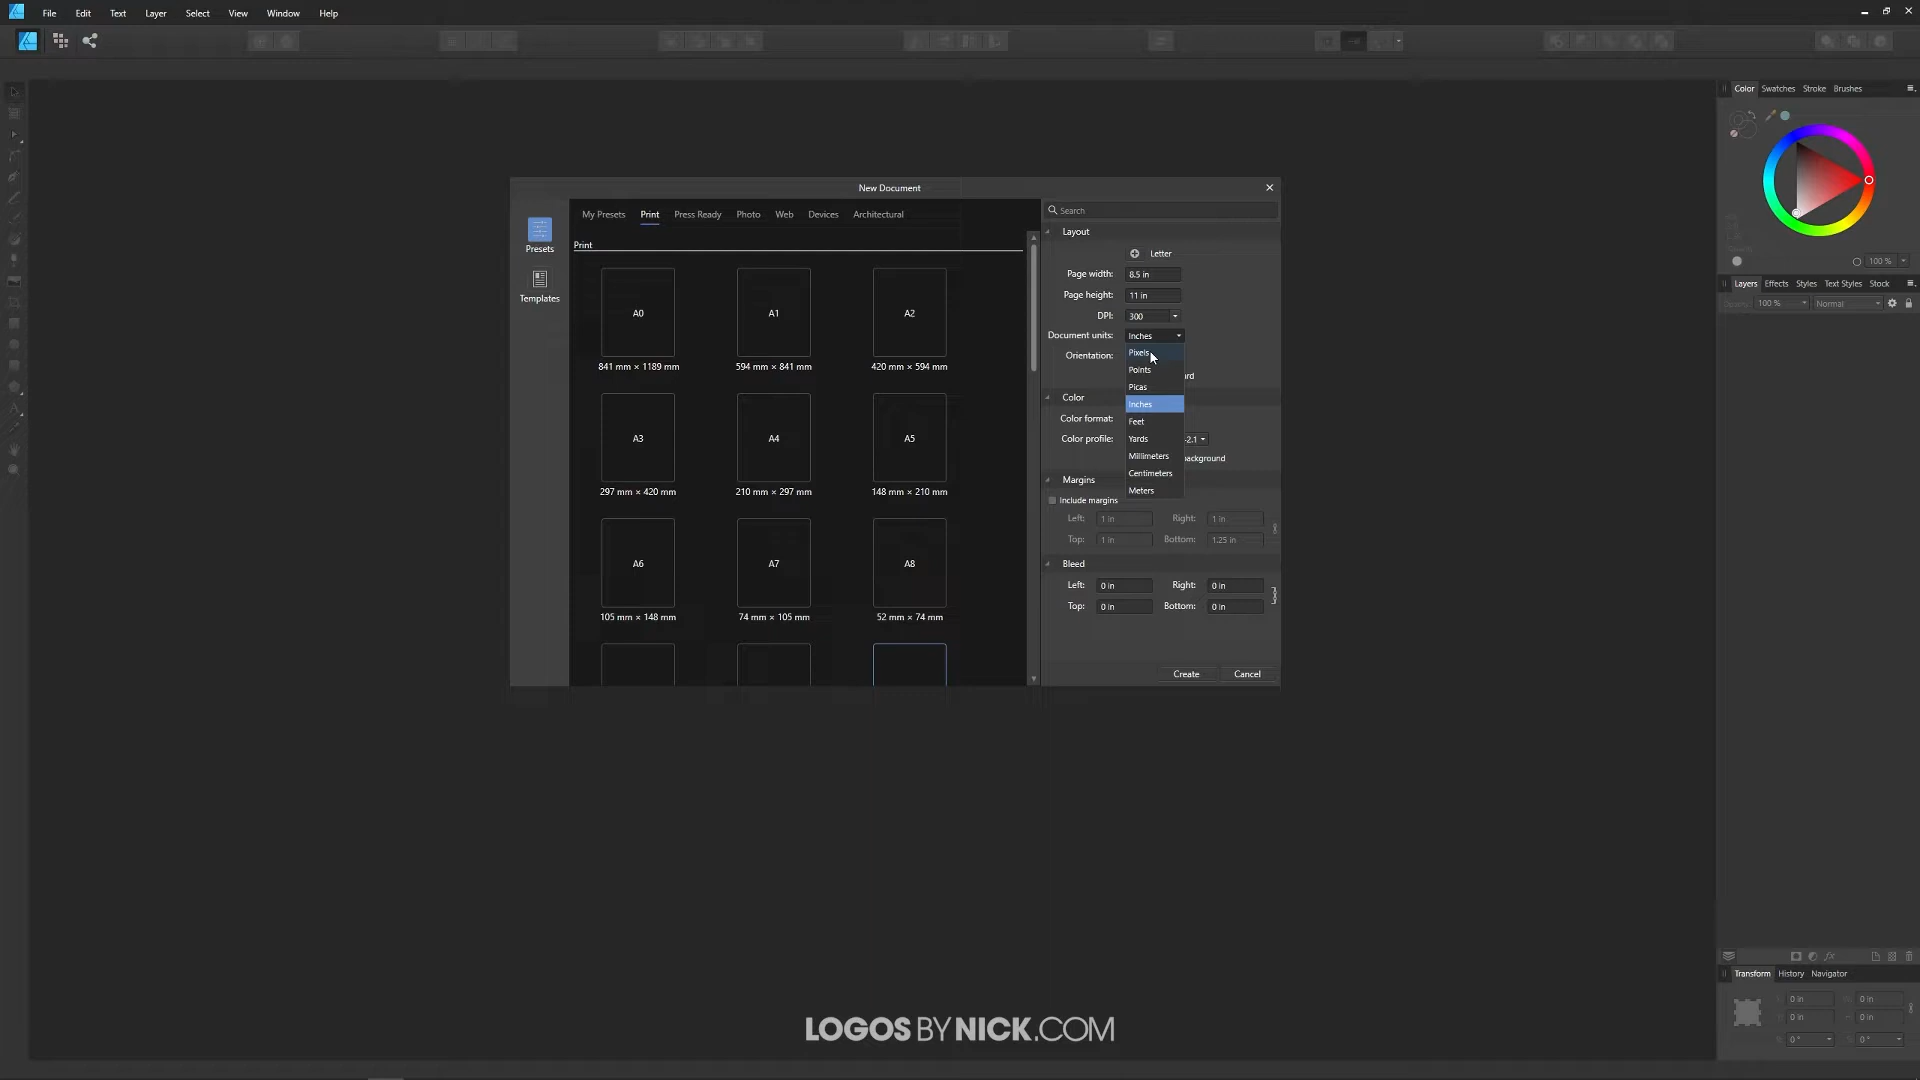 File Edit Text Layer Select View Window Help
Color Swatches Stroke Brushes
100 %
Layers Effects Styles Text Styles Stock
100 % Normal
New Document
Presets
Templates
My Presets Print Press Ready Photo Web Devices Architectural
Print
A0 A1 A2
841 mm × 1189 mm 594 mm × 841 mm 420 mm × 594 mm
A3 A4 A5
297 mm × 420 mm 210 mm × 297 mm 148 mm × 210 mm
A6 A7 A8
105 mm × 148 mm 74 mm × 105 mm 52 mm × 74 mm
Search
Layout
Letter
Page width: 8.5 in
Page height: 11 in
DPI: 300
Document units: Inches
Pixels
Orientation:
Points
ard
Picas
Color
Inches
Color format:
Feet
Color profile: Yards -2.1
Millimeters background
Centimeters
Margins
Meters
Include margins
Left: 1 in Right: 1 in
Top: 1 in Bottom: 1.25 in
Bleed
Left: 0 in Right: 0 in
Top: 0 in Bottom: 0 in
Create Cancel
Transform History Navigator
0 in 0 in
0 in 0 in
0 ° 0 °
LOGOS BY NICK.COM